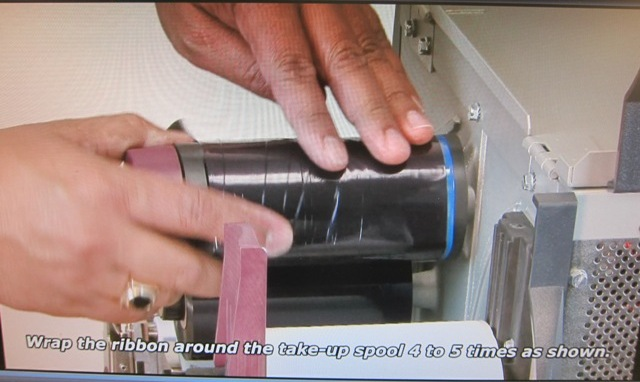 Wrap the ribbon around the take-up spool 4 to 5 times as shown.